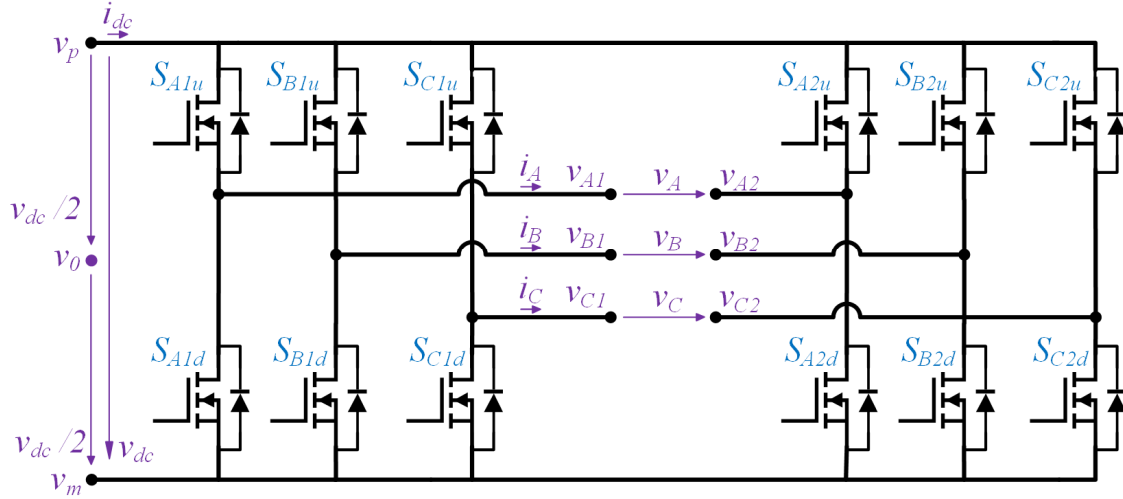 i_dc
v_p
S_A1u S_B1u S_C1u S_A2u S_B2u S_C2u
i_A v_A1 v_A v_A2
v_dc /2
i_B v_B1 v_B v_B2
v_0
i_C v_C1 v_C v_C2
S_A1d S_B1d S_C1d S_A2d S_B2d S_C2d
v_dc /2 v_dc
v_m